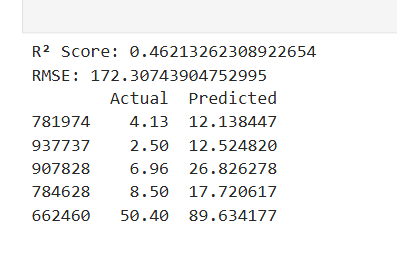 R² Score: 0.46213262308922654
RMSE: 172.30743904752995
Actual Predicted
781974 4.13 12.138447
937737 2.50 12.524820
907828 6.96 26.826278
784628 8.50 17.720617
662460 50.40 89.634177